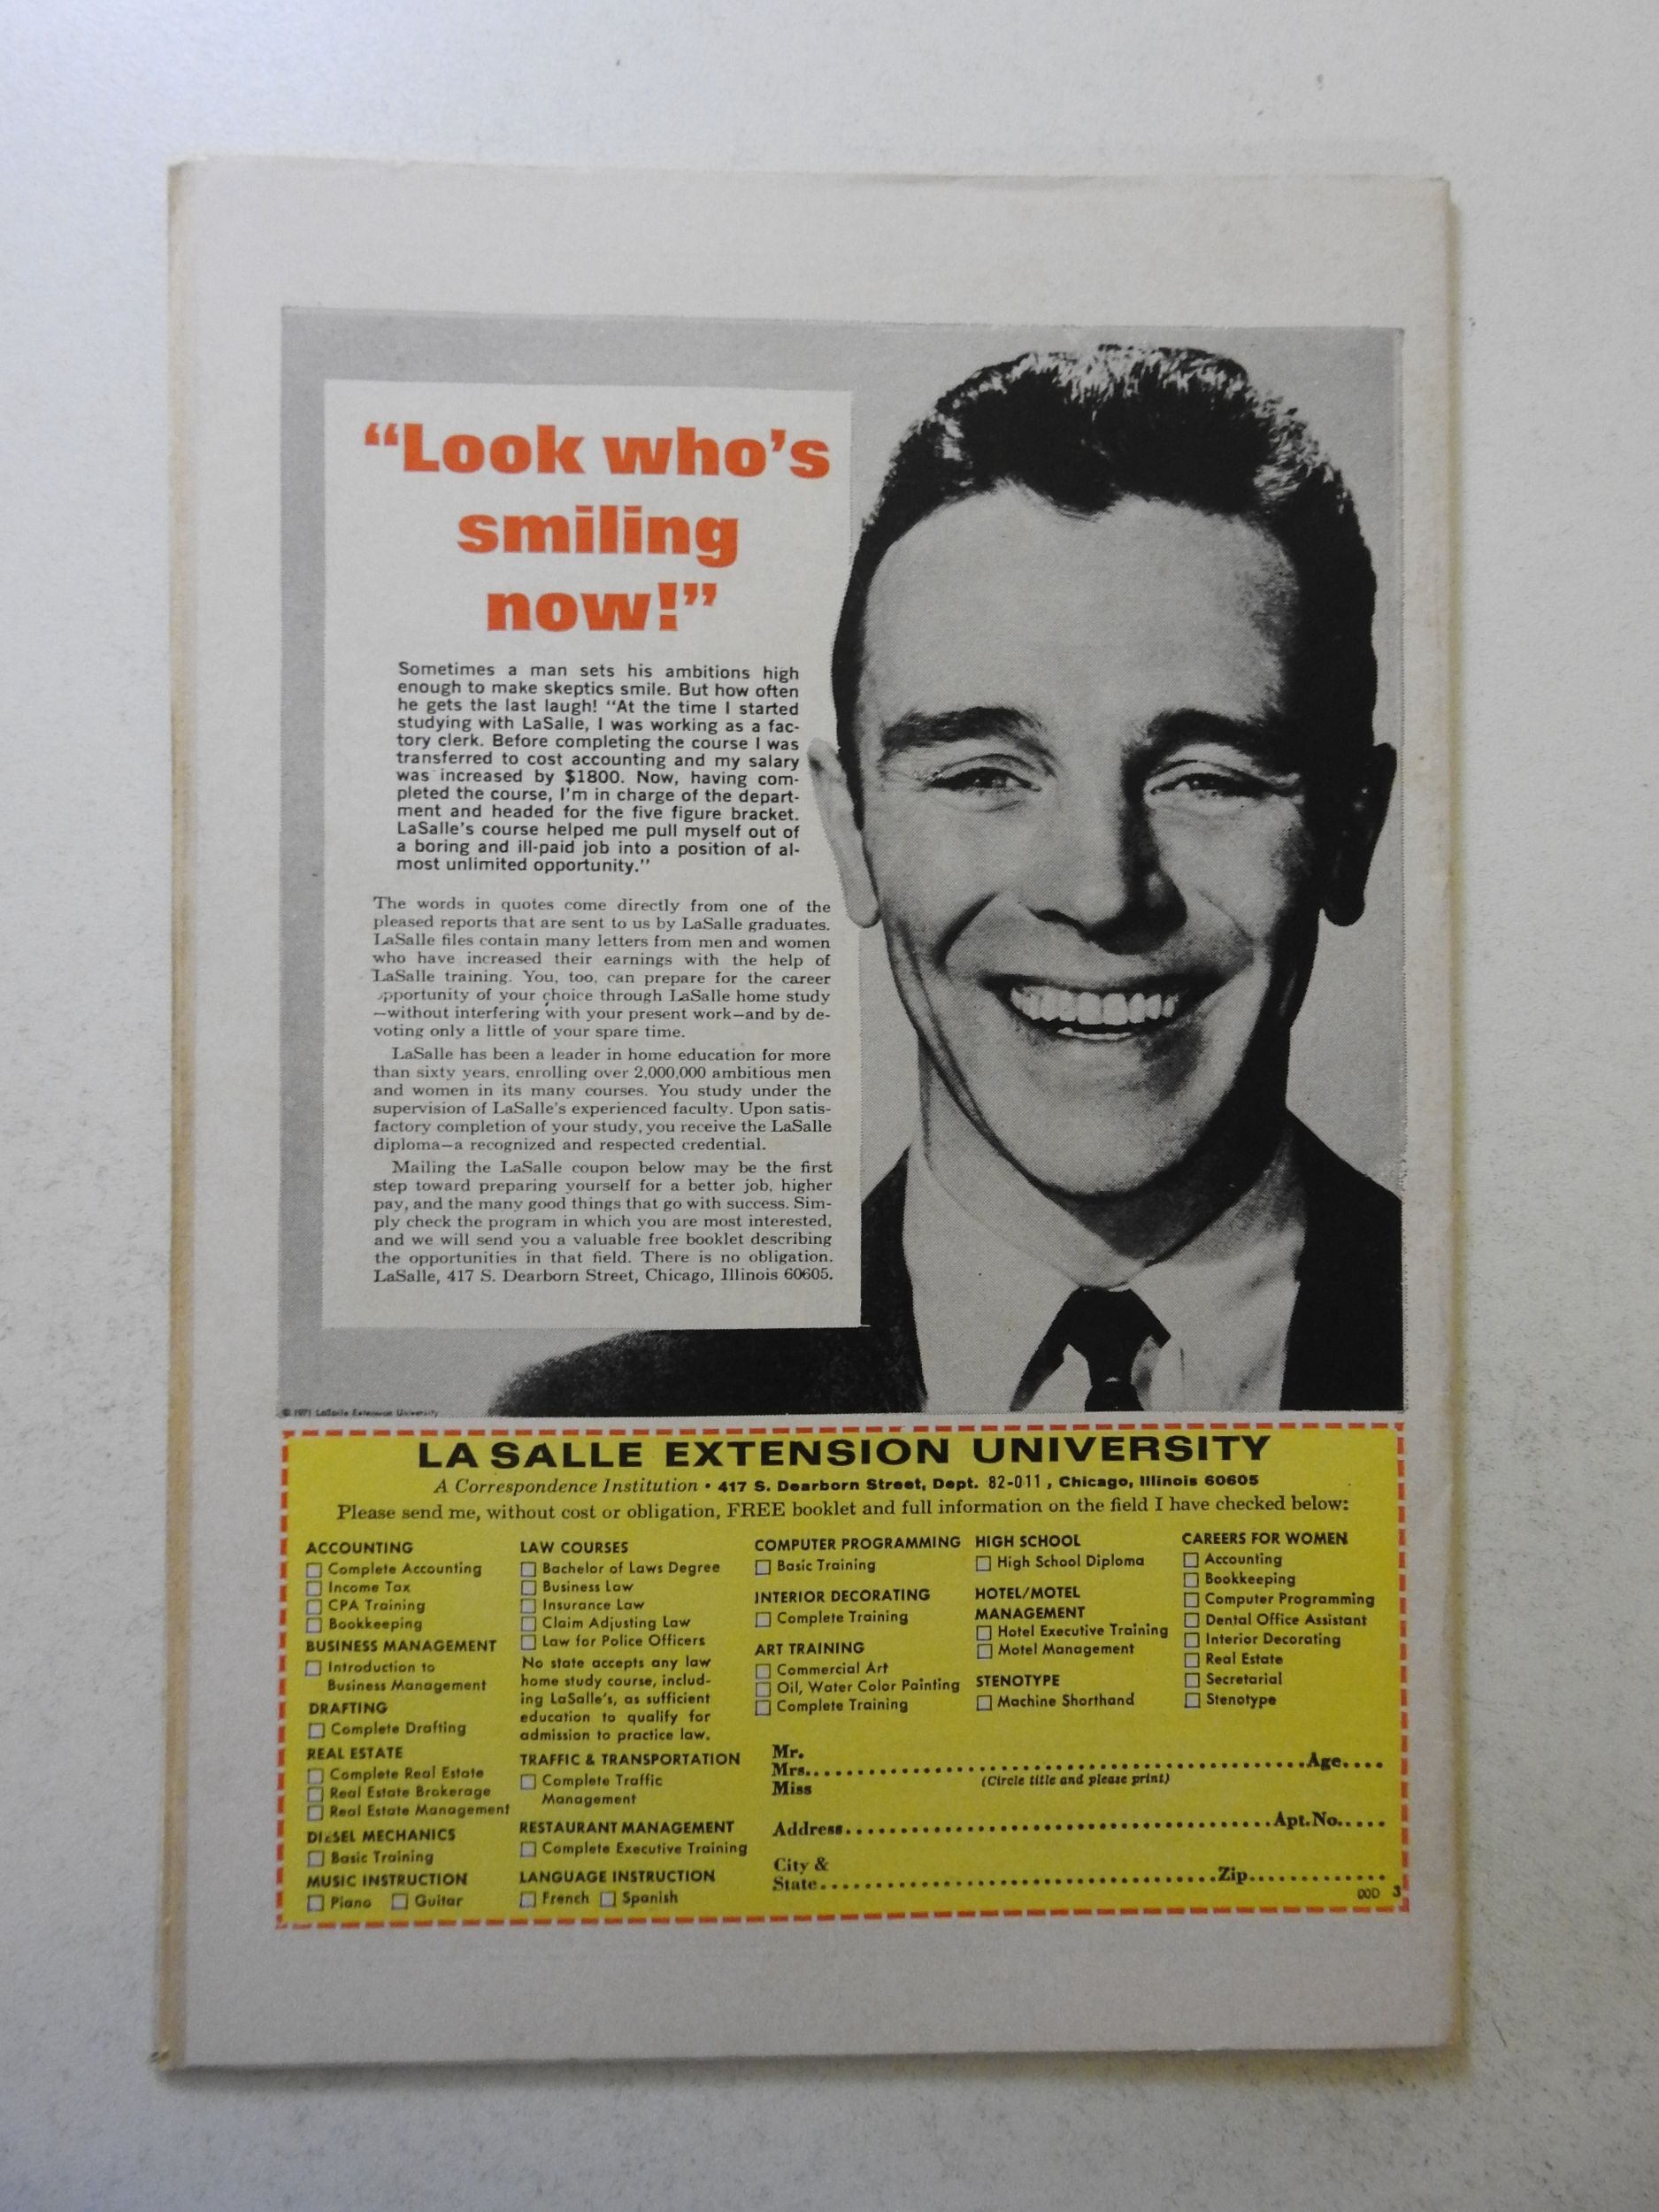 “Look who’s
smiling
now!”
Sometimes a man sets his ambitions high
enough to make skeptics smile. But how often
he gets the last laugh! “At the time I started
studying with LaSalle, I was working as a fac-
tory clerk. Before completing the course I was
transferred to cost accounting and my salary
was increased by $1800. Now, having com-
pleted the course, I’m in charge of the depart-
ment and headed for the five figure bracket.
LaSalle’s course helped me pull myself out of
a boring and ill-paid job into a position of al-
most unlimited opportunity.”
The words in quotes come directly from one of the
pleased reports that are sent to us by LaSalle graduates.
LaSalle files contain many letters from men and women
who have increased their earnings with the help of
LaSalle training. You, too, can prepare for the career
opportunity of your choice through LaSalle home study
—without interfering with your present work—and by de-
voting only a little of your spare time.
LaSalle has been a leader in home education for more
than sixty years, enrolling over 2,000,000 ambitious men
and women in its many courses. You study under the
supervision of LaSalle’s experienced faculty. Upon satis-
factory completion of your study, you receive the LaSalle
diploma—a recognized and respected credential.
Mailing the LaSalle coupon below may be the first
step toward preparing yourself for a better job, higher
pay, and the many good things that go with success. Sim-
ply check the program in which you are most interested,
and we will send you a valuable free booklet describing
the opportunities in that field. There is no obligation.
LaSalle, 417 S. Dearborn Street, Chicago, Illinois 60605.
© 1971 LaSalle Extension University
LA SALLE EXTENSION UNIVERSITY
A Correspondence Institution • 417 S. Dearborn Street, Dept. 82-011, Chicago, Illinois 60605
Please send me, without cost or obligation, FREE booklet and full information on the field I have checked below:
ACCOUNTING
Complete Accounting
Income Tax
CPA Training
Bookkeeping
BUSINESS MANAGEMENT
Introduction to
Business Management
DRAFTING
Complete Drafting
REAL ESTATE
Complete Real Estate
Real Estate Brokerage
Real Estate Management
DIESEL MECHANICS
Basic Training
MUSIC INSTRUCTION
Piano Guitar
LAW COURSES
Bachelor of Laws Degree
Business Law
Insurance Law
Claim Adjusting Law
Law for Police Officers
No state accepts any law
home study course, includ-
ing LaSalle’s, as sufficient
education to qualify for
admission to practice law.
TRAFFIC & TRANSPORTATION
Complete Traffic
Management
RESTAURANT MANAGEMENT
Complete Executive Training
LANGUAGE INSTRUCTION
French Spanish
COMPUTER PROGRAMMING
Basic Training
INTERIOR DECORATING
Complete Training
ART TRAINING
Commercial Art
Oil, Water Color Painting
Complete Training
HIGH SCHOOL
High School Diploma
HOTEL/MOTEL
MANAGEMENT
Hotel Executive Training
Motel Management
STENOTYPE
Machine Shorthand
CAREERS FOR WOMEN
Accounting
Bookkeeping
Computer Programming
Dental Office Assistant
Interior Decorating
Real Estate
Secretarial
Stenotype
Mr.
Mrs. Age
Miss
(Circle title and please print)
Address Apt.No.
City &
State Zip
3